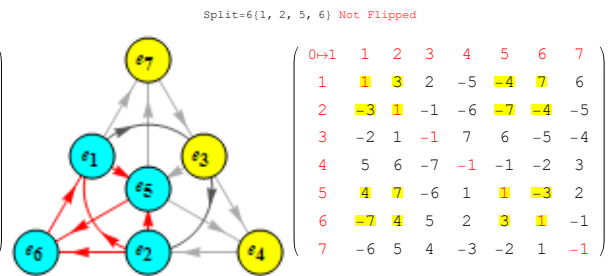 Split=6{1, 2, 5, 6} Not Flipped
e7
e1
e3
e5
e6
e2
e4
0↦1 1 2 3 4 5 6 7
1 1 3 2 -5 -4 7 6
2 -3 1 -1 -6 -7 -4 -5
3 -2 1 -1 7 6 -5 -4
4 5 6 -7 -1 -1 -2 3
5 4 7 -6 1 1 -3 2
6 -7 4 5 2 3 1 -1
7 -6 5 4 -3 -2 1 -1